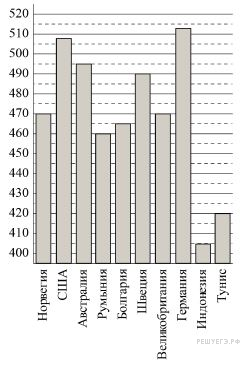 520
510
500
490
480
470
460
450
440
430
420
410
400
Норвегия
США
Австралия
Румыния
Болгария
Швеция
Великобритания
Германия
Индонезия
Тунис
РЕШУЕГЭ.РФ